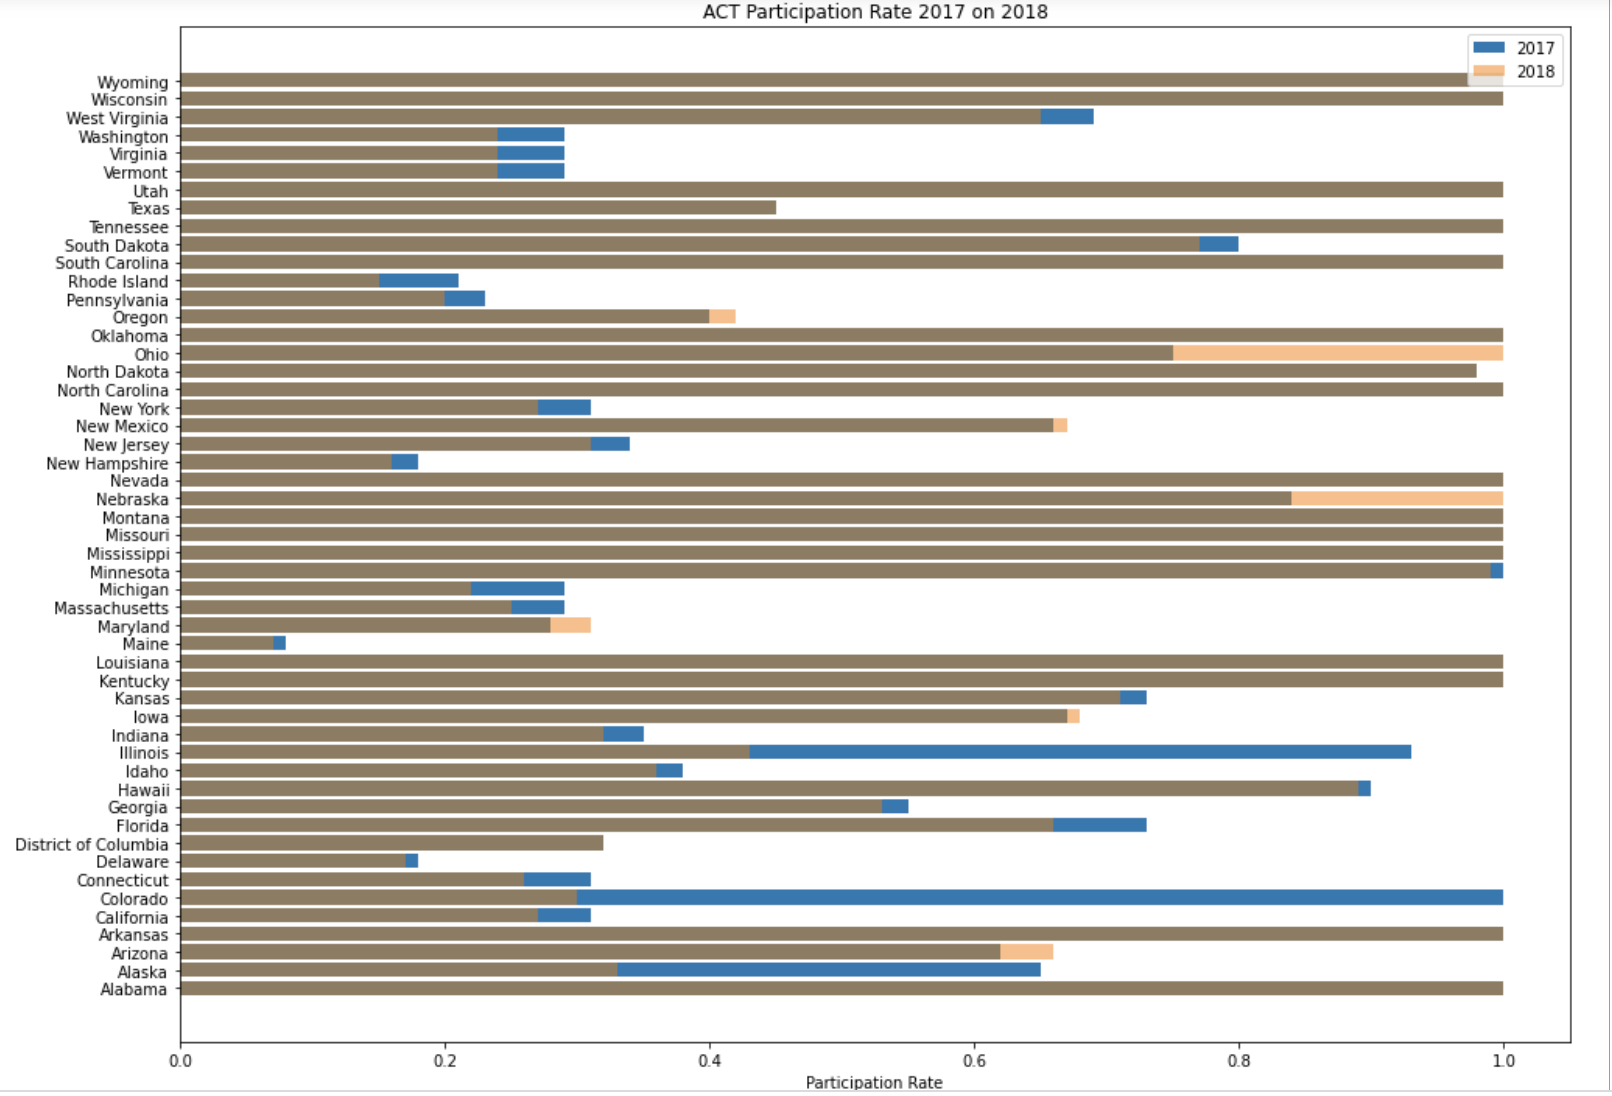 ACT Participation Rate 2017 on 2018
2017
2018
Wyoming
Wisconsin
West Virginia
Washington
Virginia
Vermont
Utah
Texas
Tennessee
South Dakota
South Carolina
Rhode Island
Pennsylvania
Oregon
Oklahoma
Ohio
North Dakota
North Carolina
New York
New Mexico
New Jersey
New Hampshire
Nevada
Nebraska
Montana
Missouri
Mississippi
Minnesota
Michigan
Massachusetts
Maryland
Maine
Louisiana
Kentucky
Kansas
Iowa
Indiana
Illinois
Idaho
Hawaii
Georgia
Florida
District of Columbia
Delaware
Connecticut
Colorado
California
Arkansas
Arizona
Alaska
Alabama
0.0 0.2 0.4 0.6 0.8 1.0
Participation Rate